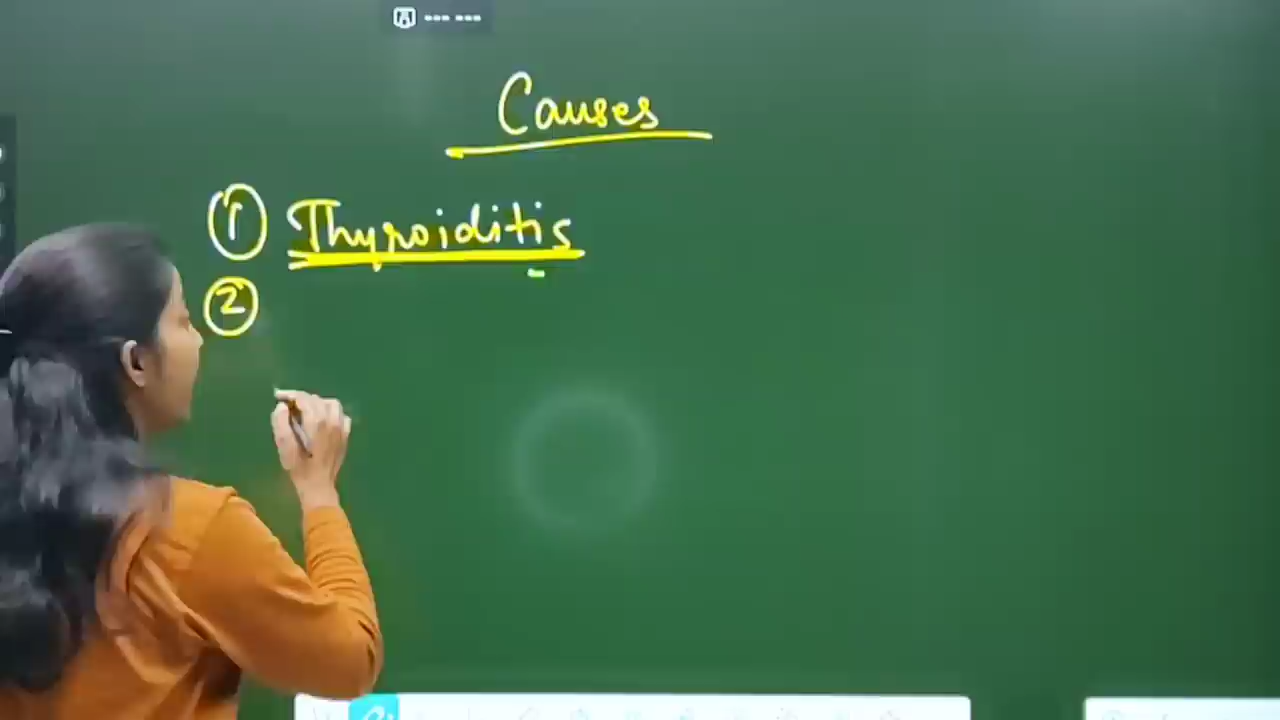 Causes
① Thyroiditis
②